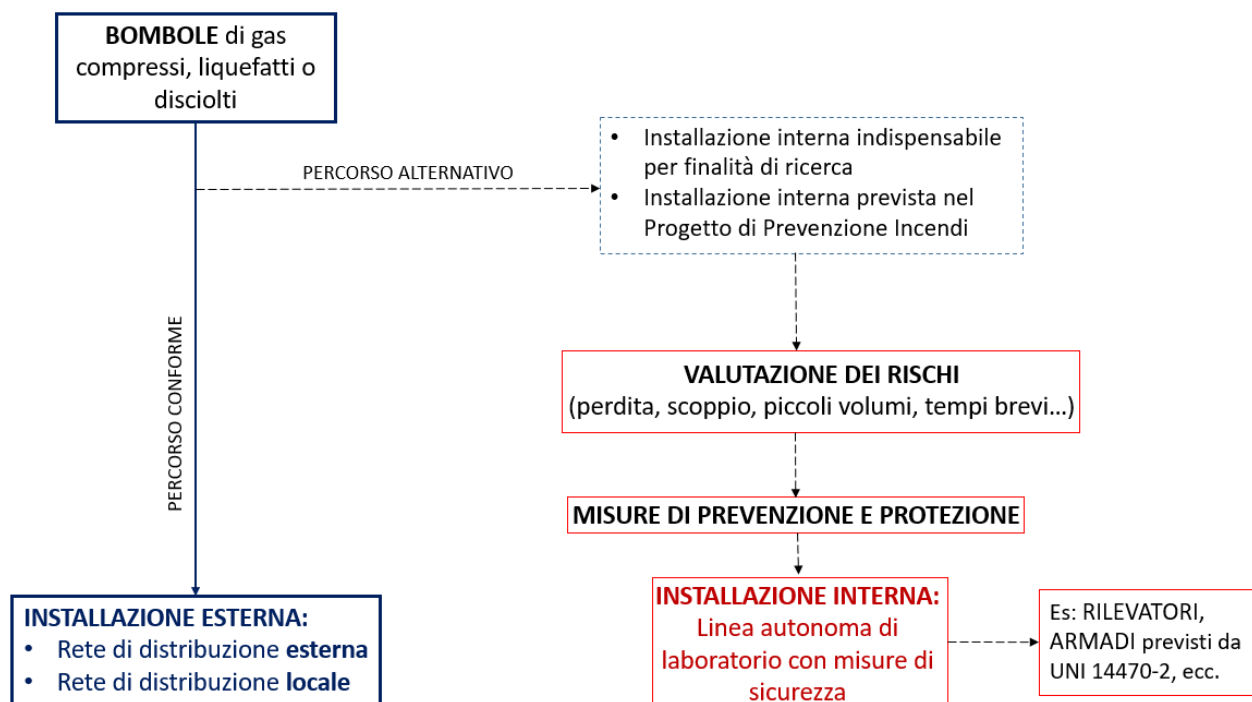 BOMBOLE di gas
compressi, liquefatti o
disciolti
PERCORSO ALTERNATIVO
• Installazione interna indispensabile
per finalità di ricerca
• Installazione interna prevista nel
Progetto di Prevenzione Incendi
PERCORSO CONFORME
VALUTAZIONE DEI RISCHI
(perdita, scoppio, piccoli volumi, tempi brevi…)
MISURE DI PREVENZIONE E PROTEZIONE
INSTALLAZIONE ESTERNA:
• Rete di distribuzione esterna
• Rete di distribuzione locale
INSTALLAZIONE INTERNA:
Linea autonoma di
laboratorio con misure di
sicurezza
Es: RILEVATORI,
ARMADI previsti da
UNI 14470-2, ecc.